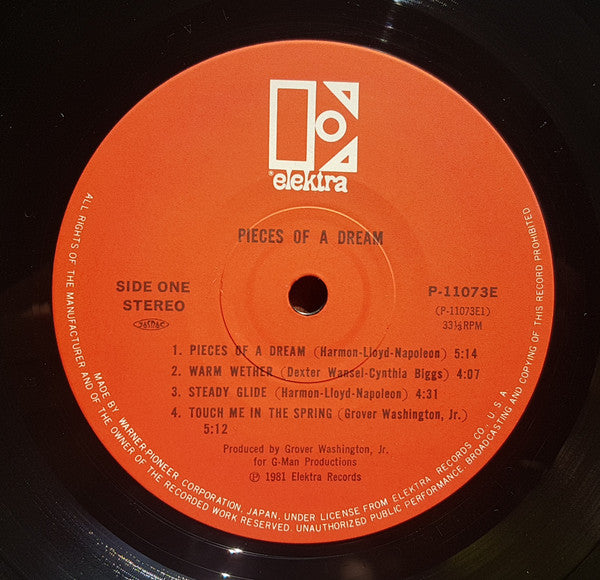 ®elektra
PIECES OF A DREAM
SIDE ONE
STEREO
JASRAC
P-11073E
(P-11073E1)
33⅓RPM
1. PIECES OF A DREAM (Harmon-Lloyd-Napoleon) 5:14
2. WARM WETHER (Dexter Wansel-Cynthia Biggs) 4:07
3. STEADY GLIDE (Harmon-Lloyd-Napoleon) 4:31
4. TOUCH ME IN THE SPRING (Grover Washington, Jr.)
5:12
Produced by Grover Washington, Jr.
for G-Man Productions
℗ 1981 Elektra Records
ALL RIGHTS OF THE MANUFACTURER AND OF THE OWNER OF THE RECORDED WORK RESERVED. UNAUTHORIZED PUBLIC PERFORMANCE, BROADCASTING AND COPYING OF THIS RECORD PROHIBITED
MADE BY WARNER-PIONEER CORPORATION, JAPAN, UNDER LICENSE FROM ELEKTRA RECORDS CO., U.S.A.